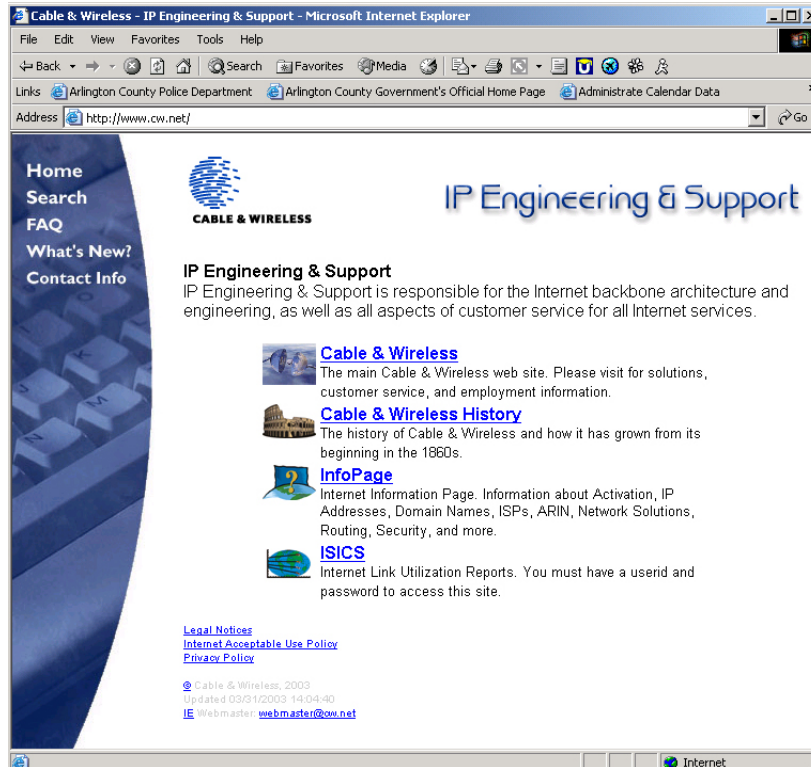 Cable & Wireless - IP Engineering & Support - Microsoft Internet Explorer
File Edit View Favorites Tools Help
Back Search Favorites Media
Links Arlington County Police Department Arlington County Government's Official Home Page Administrate Calendar Data
Address http://www.cw.net/ Go
Home
Search
FAQ
What's New?
Contact Info
CABLE & WIRELESS
IP Engineering & Support
IP Engineering & Support
IP Engineering & Support is responsible for the Internet backbone architecture and
engineering, as well as all aspects of customer service for all Internet services.
Cable & Wireless
The main Cable & Wireless web site. Please visit for solutions,
customer service, and employment information.
Cable & Wireless History
The history of Cable & Wireless and how it has grown from its
beginning in the 1860s.
InfoPage
Internet Information Page. Information about Activation, IP
Addresses, Domain Names, ISPs, ARIN, Network Solutions,
Routing, Security, and more.
ISICS
Internet Link Utilization Reports. You must have a userid and
password to access this site.
Legal Notices
Internet Acceptable Use Policy
Privacy Policy
© Cable & Wireless, 2003
Updated 03/31/2003 14:04:40
IE Webmaster: webmaster@cw.net
Internet